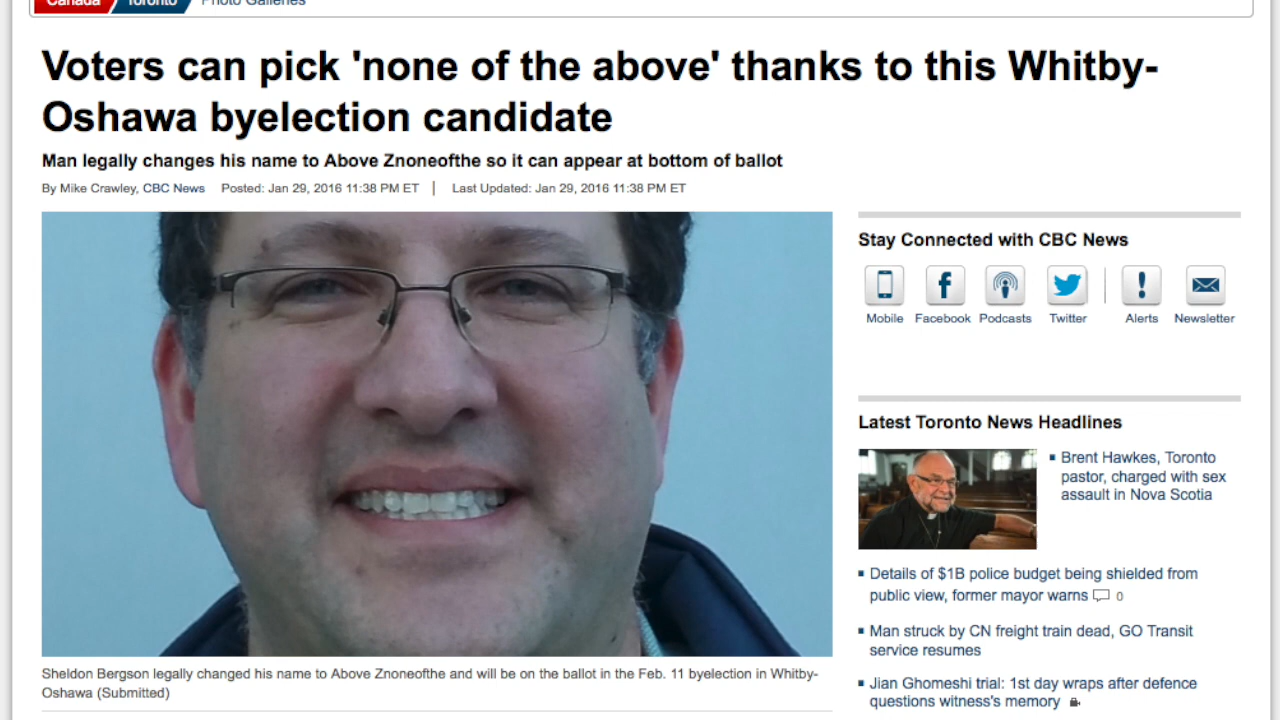 Canada Toronto Photo Galleries
Voters can pick 'none of the above' thanks to this Whitby-
Oshawa byelection candidate
Man legally changes his name to Above Znoneofthe so it can appear at bottom of ballot
By Mike Crawley, CBC News Posted: Jan 29, 2016 11:38 PM ET | Last Updated: Jan 29, 2016 11:38 PM ET
Sheldon Bergson legally changed his name to Above Znoneofthe and will be on the ballot in the Feb. 11 byelection in Whitby-
Oshawa (Submitted)
Stay Connected with CBC News
Mobile Facebook Podcasts Twitter Alerts Newsletter
Latest Toronto News Headlines
Brent Hawkes, Toronto
pastor, charged with sex
assault in Nova Scotia
Details of $1B police budget being shielded from
public view, former mayor warns 0
Man struck by CN freight train dead, GO Transit
service resumes
Jian Ghomeshi trial: 1st day wraps after defence
questions witness's memory